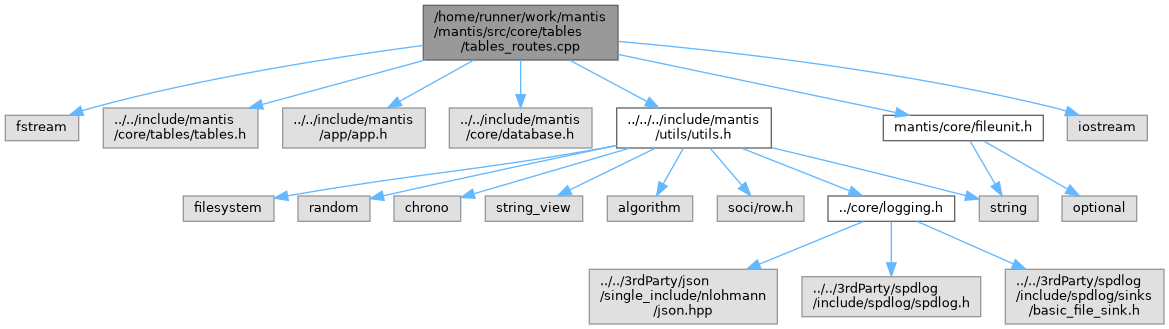 /home/runner/work/mantis
/mantis/src/core/tables
/tables_routes.cpp
fstream
../../include/mantis
/core/tables/tables.h
../../include/mantis
/app/app.h
../../include/mantis
/core/database.h
../../../include/mantis
/utils/utils.h
mantis/core/fileunit.h
iostream
filesystem
random
chrono
string_view
algorithm
soci/row.h
../core/logging.h
string
optional
../../3rdParty/json
/single_include/nlohmann
/json.hpp
../../3rdParty/spdlog
/include/spdlog/spdlog.h
../../3rdParty/spdlog
/include/spdlog/sinks
/basic_file_sink.h